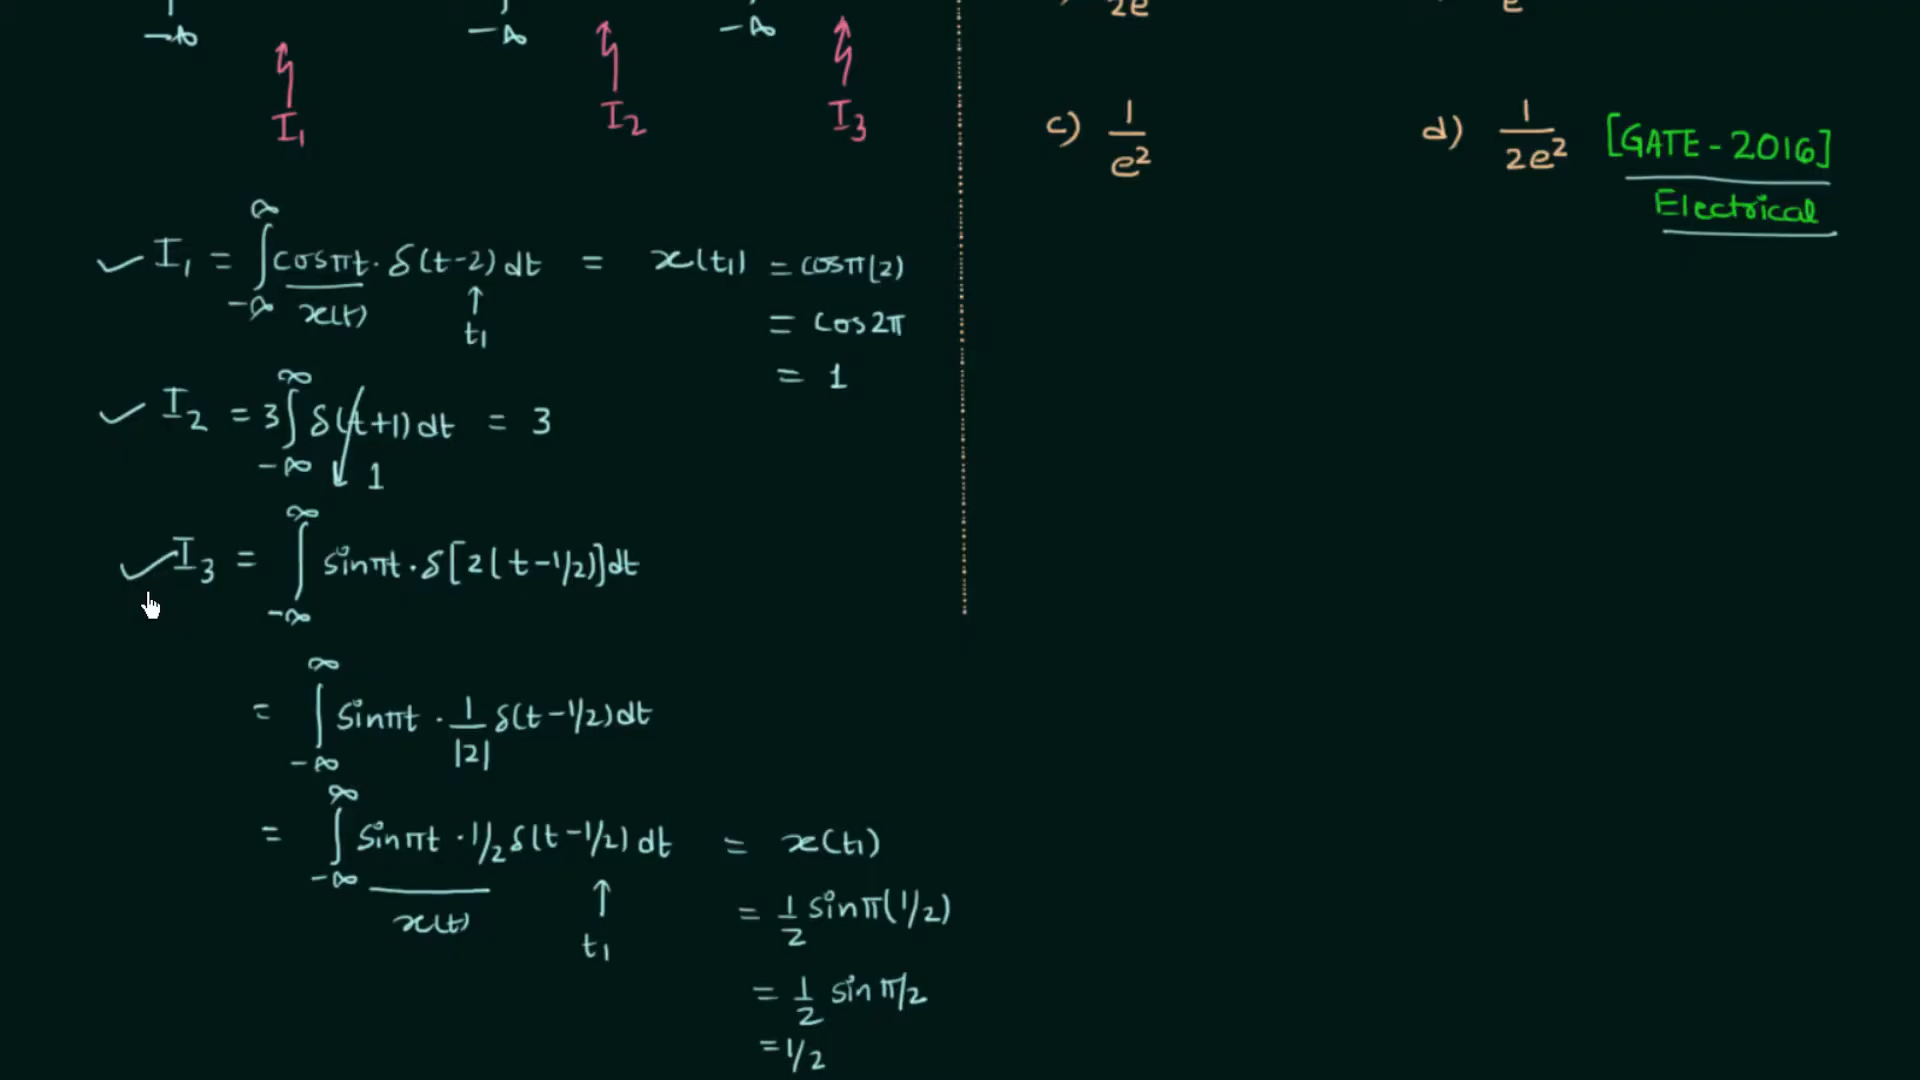 -∞ -∞ -∞
I₁ I₂ I₃
✓ I₁ = ∫_{-∞}^{∞} cosπt · δ(t-2) dt = x(t₁) = cosπ(2)
x(t) t₁
= cos2π
= 1
✓ I₂ = 3∫_{-∞}^{∞} δ(t+1) dt = 3
1
✓ I₃ = ∫_{-∞}^{∞} sinπt · δ[2(t-1/2)]dt
= ∫_{-∞}^{∞} sinπt · 1/|2| δ(t-1/2)dt
= ∫_{-∞}^{∞} sinπt · 1/2 δ(t-1/2) dt = x(t₁)
x(t) t₁
= 1/2 sinπ(1/2)
= 1/2 sin π/2
= 1/2
2e e
c) 1/e² d) 1/2e² [GATE-2016]
Electrical